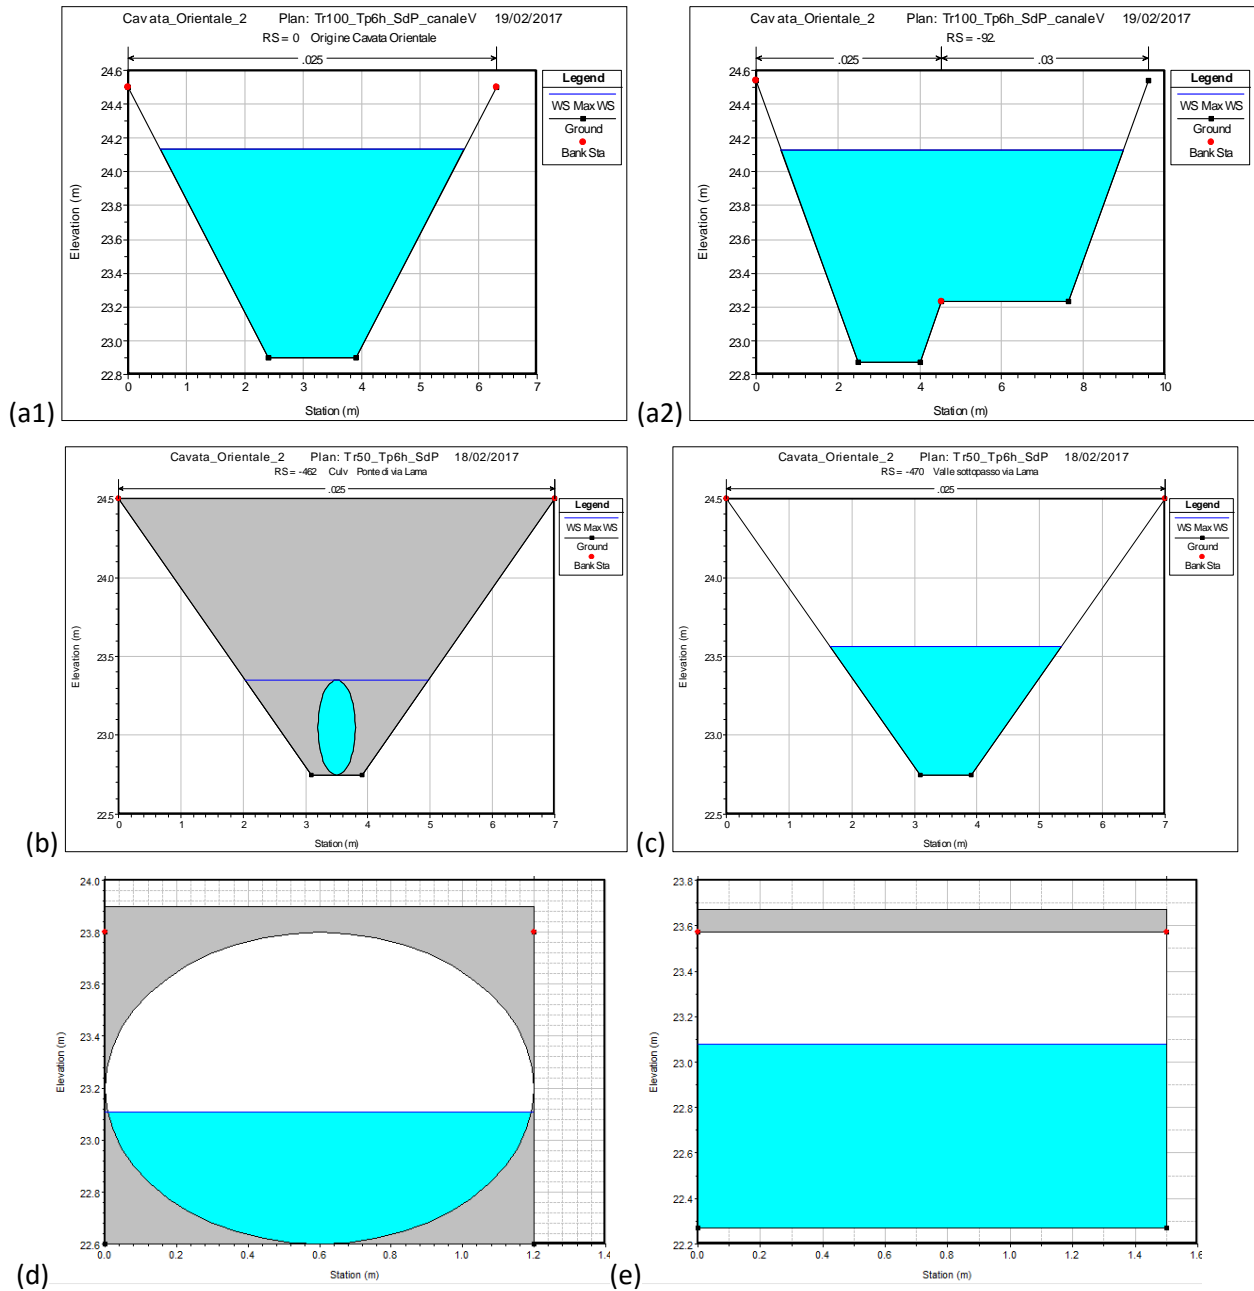 Cavata_Orientale_2 Plan: Tr100_Tp6h_SdP_canaleV 19/02/2017
RS = 0 Origine Cavata Orientale
.025
24.6
24.4
24.2
24.0
23.8
23.6
23.4
23.2
23.0
22.8
0 1 2 3 4 5 6 7
Elevation (m)
Station (m)
Legend
WS Max WS
Ground
Bank Sta
(a1)
Cavata_Orientale_2 Plan: Tr100_Tp6h_SdP_canaleV 19/02/2017
RS = -92.
.025 .03
24.6
24.4
24.2
24.0
23.8
23.6
23.4
23.2
23.0
22.8
0 2 4 6 8 10
Elevation (m)
Station (m)
Legend
WS Max WS
Ground
Bank Sta
(a2)
Cavata_Orientale_2 Plan: Tr50_Tp6h_SdP 18/02/2017
RS = -462 Culv Ponte di via Lama
.025
24.5
24.0
23.5
23.0
22.5
0 1 2 3 4 5 6 7
Elevation (m)
Station (m)
Legend
WS Max WS
Ground
Bank Sta
(b)
Cavata_Orientale_2 Plan: Tr50_Tp6h_SdP 18/02/2017
RS = -470 Valle sottopasso via Lama
.025
24.5
24.0
23.5
23.0
22.5
0 1 2 3 4 5 6 7
Elevation (m)
Station (m)
Legend
WS Max WS
Ground
Bank Sta
(c)
24.0
23.8
23.6
23.4
23.2
23.0
22.8
22.6
0.0 0.2 0.4 0.6 0.8 1.0 1.2 1.4
Elevation (m)
Station (m)
(d)
23.8
23.6
23.4
23.2
23.0
22.8
22.6
22.4
22.2
0.0 0.2 0.4 0.6 0.8 1.0 1.2 1.4 1.6
Elevation (m)
Station (m)
(e)